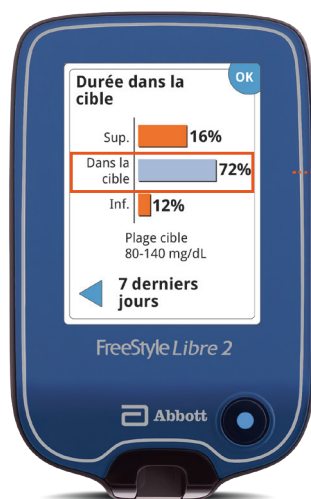 OK
Durée dans la
cible
Sup. 16%
Dans la
cible 72%
Inf. 12%
Plage cible
80-140 mg/dL
7 derniers
jours
FreeStyle Libre 2
Abbott